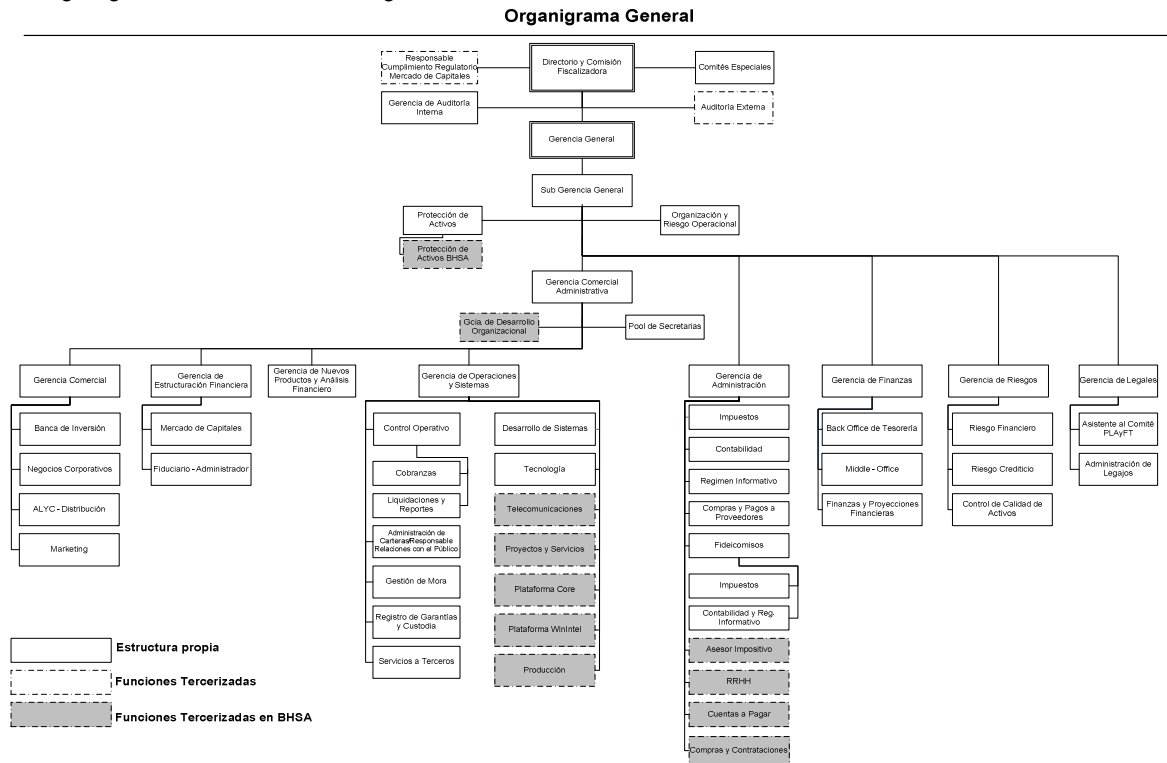 Organigrama General
Responsable
Cumplimiento Regulatorio
Mercado de Capitales
Directorio y Comisión
Fiscalizadora
Comités Especiales
Gerencia de Auditoría
Interna
Auditoría Externa
Gerencia General
Sub Gerencia General
Protección de
Activos
Organización y
Riesgo Operacional
Protección de
Activos BHSA
Gerencia Comercial
Administrativa
Gcia. de Desarrollo
Organizacional
Pool de Secretarias
Gerencia Comercial
Gerencia de
Estructuración Financiera
Gerencia de Nuevos
Productos y Análisis
Financiero
Gerencia de Operaciones
y Sistemas
Gerencia de
Administración
Gerencia de Finanzas
Gerencia de Riesgos
Gerencia de Legales
Banca de Inversión
Negocios Corporativos
ALYC - Distribución
Marketing
Mercado de Capitales
Fiduciario - Administrador
Control Operativo
Cobranzas
Liquidaciones y
Reportes
Administración de
Carteras/Responsable
Relaciones con el Público
Gestión de Mora
Registro de Garantías
y Custodia
Servicios a Terceros
Desarrollo de Sistemas
Tecnología
Telecomunicaciones
Proyectos y Servicios
Plataforma Core
Plataforma WinIntel
Producción
Impuestos
Contabilidad
Regimen Informativo
Compras y Pagos a
Proveedores
Fideicomisos
Impuestos
Contabilidad y Reg.
Informativo
Asesor Impositivo
RRHH
Cuentas a Pagar
Compras y Contrataciones
Back Office de Tesorería
Middle - Office
Finanzas y Proyecciones
Financieras
Riesgo Financiero
Riesgo Crediticio
Control de Calidad de
Activos
Asistente al Comité
PLAyFT
Administración de
Legajos
Estructura propia
Funciones Tercerizadas
Funciones Tercerizadas en BHSA